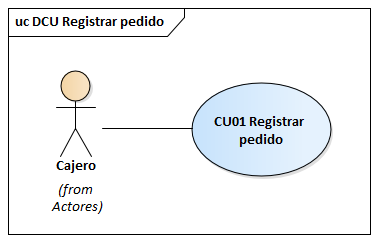 uc DCU Registrar pedido
CU01 Registrar
pedido
Cajero
(from
Actores)